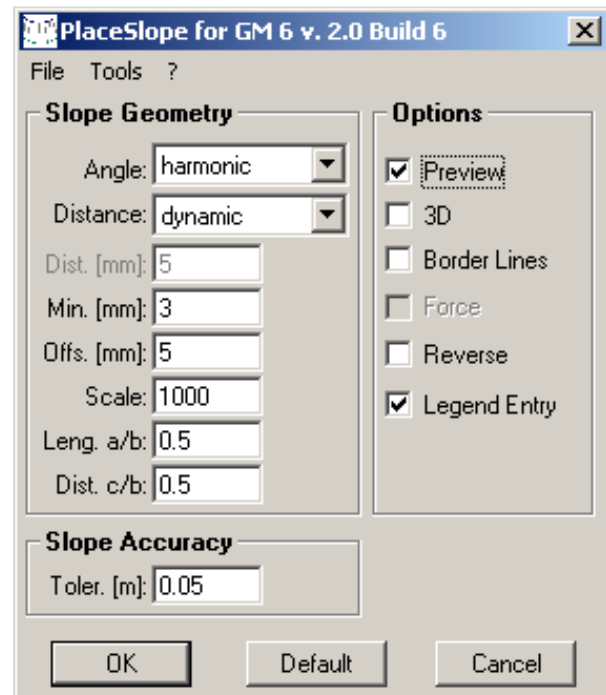 PlaceSlope for GM 6 v. 2.0 Build 6
File Tools ?
Slope Geometry
Angle: harmonic
Distance: dynamic
Dist. [mm]: 5
Min. [mm]: 3
Offs. [mm]: 5
Scale: 1000
Leng. a/b: 0.5
Dist. c/b: 0.5
Options
Preview
3D
Border Lines
Force
Reverse
Legend Entry
Slope Accuracy
Toler. [m]: 0.05
OK Default Cancel